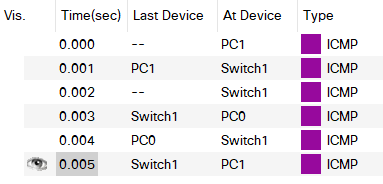 Vis. Time(sec) Last Device At Device Type
0.000 -- PC1 ICMP
0.001 PC1 Switch1 ICMP
0.002 -- Switch1 ICMP
0.003 Switch1 PC0 ICMP
0.004 PC0 Switch1 ICMP
0.005 Switch1 PC1 ICMP